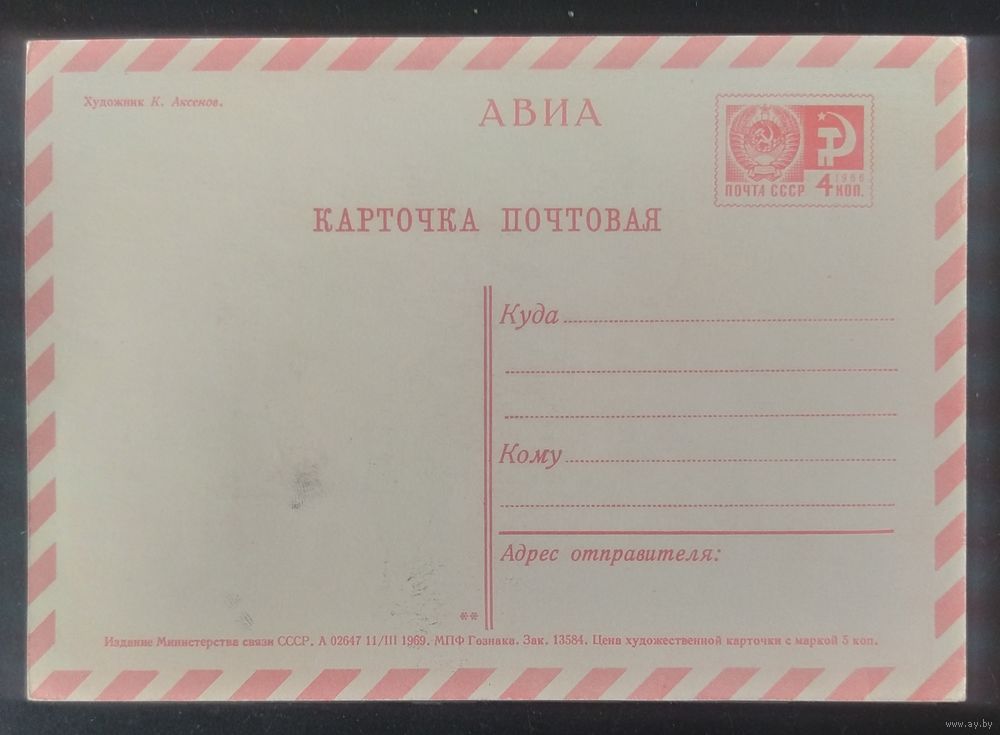 Художник К. Аксенов.
АВИА
ПОЧТА СССР 4 1966 КОП.
КАРТОЧКА ПОЧТОВАЯ
Куда
Кому
Адрес отправителя:
**
Издание Министерства связи СССР. А 02647 11/III 1969. МПФ Гознака. Зак. 13584. Цена художественной карточки с маркой 5 коп.
www.ay.by